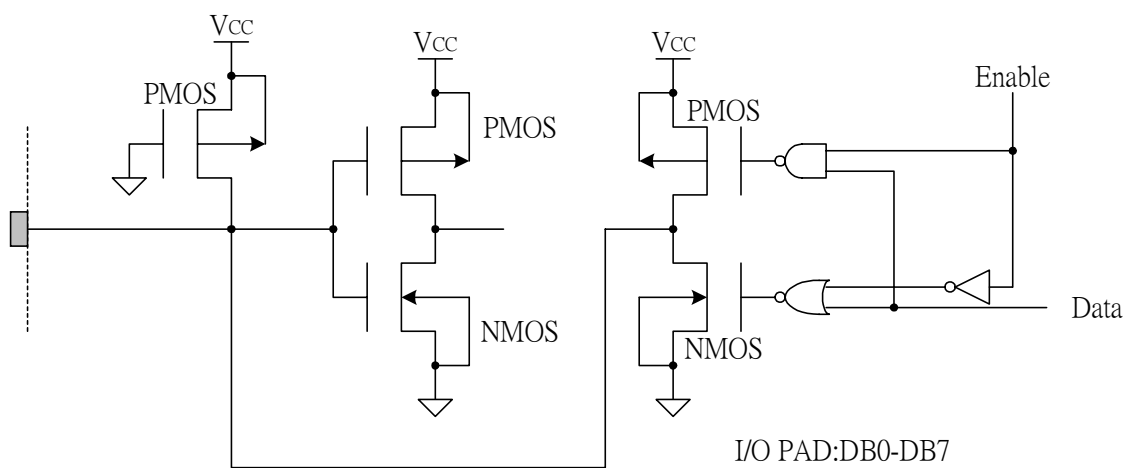 VCC
VCC
VCC
Enable
PMOS
PMOS
PMOS
NMOS
NMOS
Data
I/O PAD:DB0-DB7